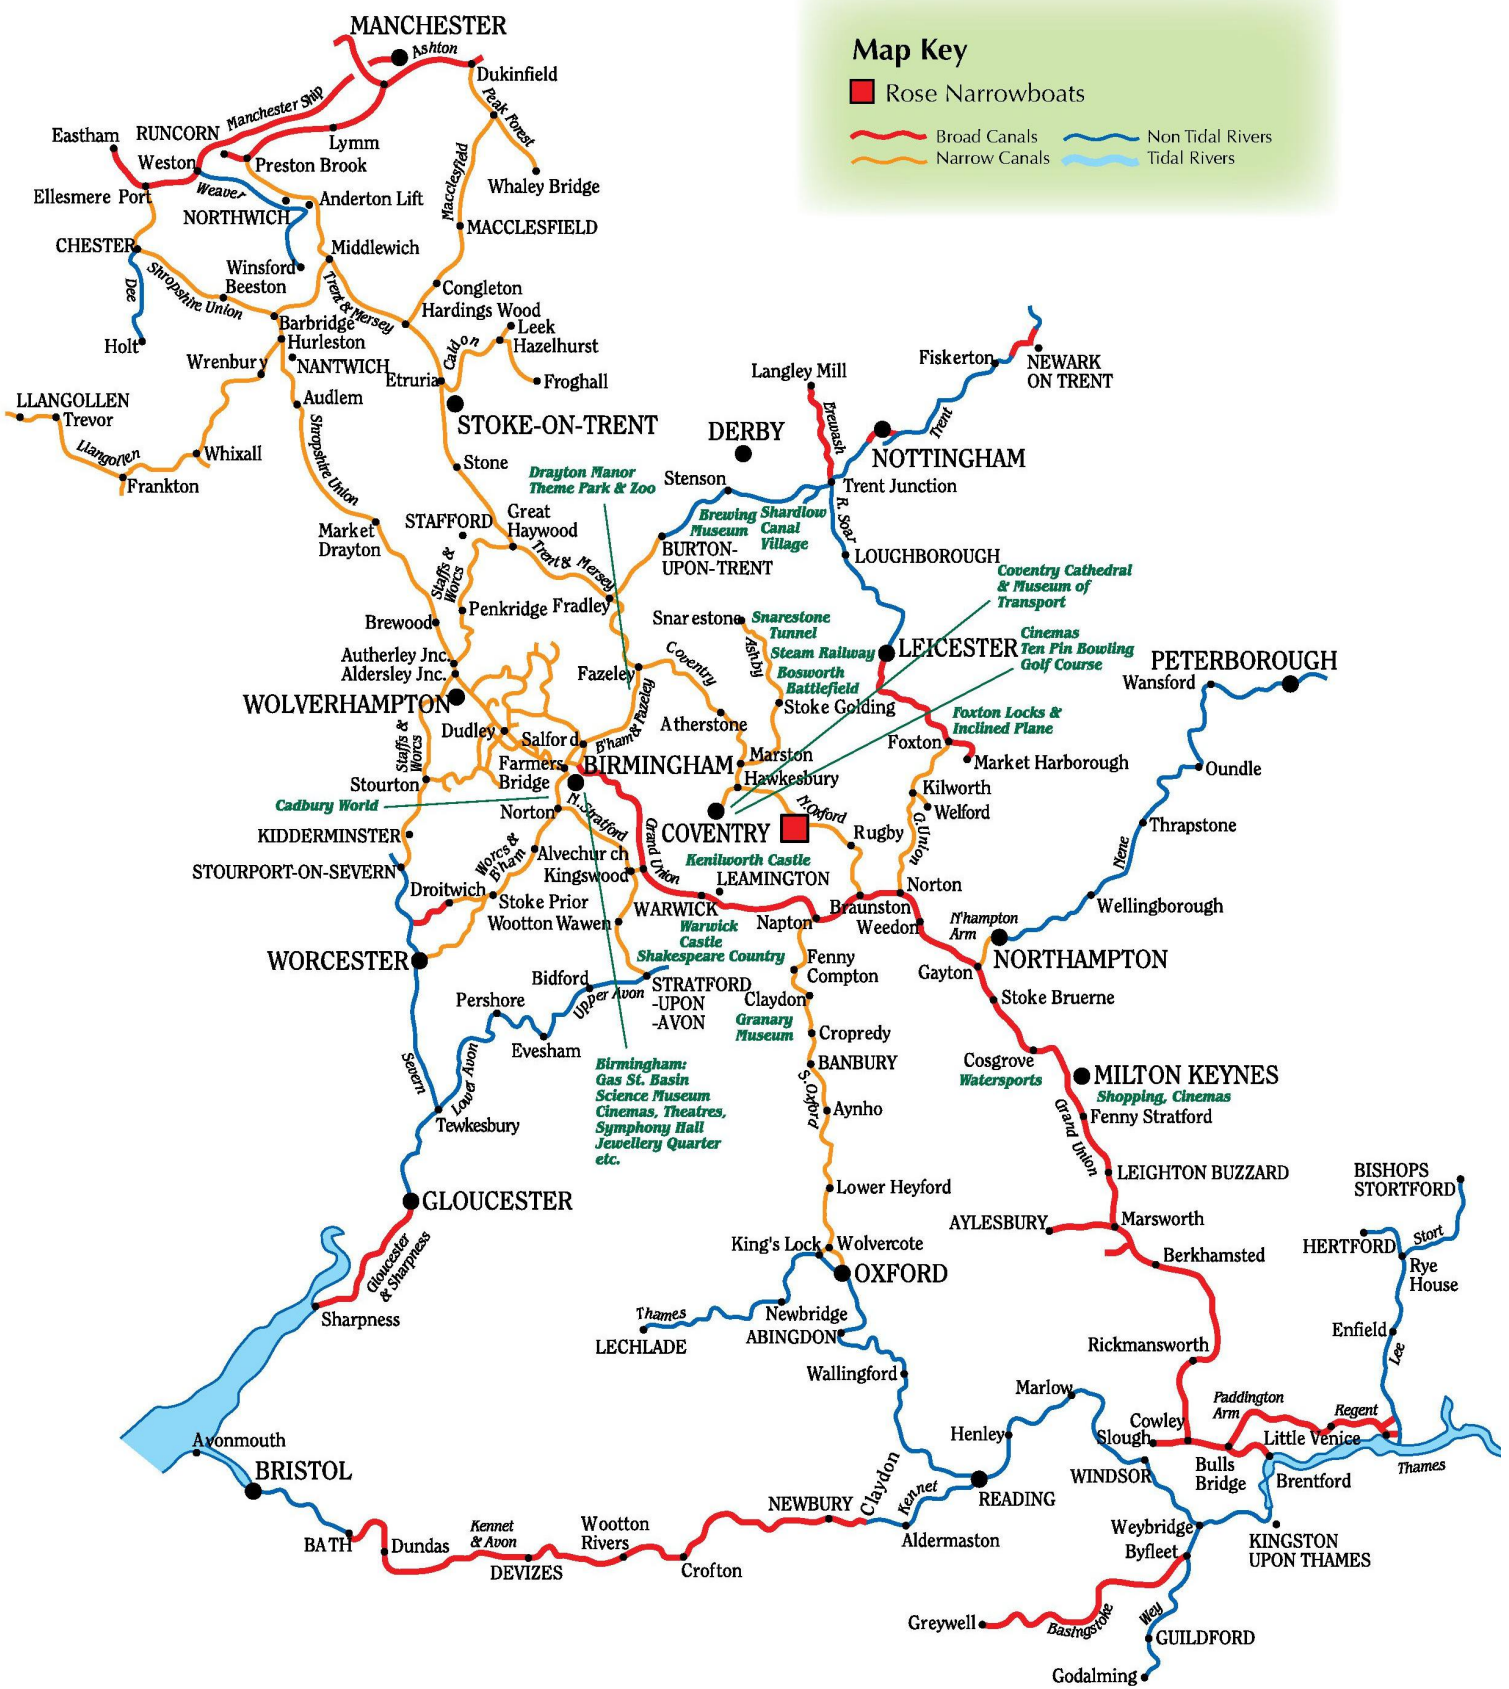 Map Key
Rose Narrowboats
Broad Canals
Non Tidal Rivers
Narrow Canals
Tidal Rivers
MANCHESTER
Ashton
Dukinfield
Manchester Ship
Peak Forest
Eastham
RUNCORN
Lymm
Weston
Preston Brook
Whaley Bridge
Ellesmere Port
Weaver
Anderton Lift
Macclesfield
NORTHWICH
MACCLESFIELD
CHESTER
Middlewich
Winsford
Beeston
Shropshire Union
Dee
Trent & Mersey
Congleton
Hardings Wood
Barbridge
Leek
Holt
Hurleston
Caldon
Hazelhurst
Wrenbury
NANTWICH
Etruria
Froghall
LLANGOLLEN
Trevor
Audlem
STOKE-ON-TRENT
Llangollen
Whixall
Shropshire Union
Frankton
Stone
Fiskerton
NEWARK
ON TRENT
Langley Mill
Erewash
Trent
DERBY
NOTTINGHAM
Drayton Manor
Theme Park & Zoo
Stenson
Trent Junction
Market
Drayton
STAFFORD
Great
Haywood
Brewing
Museum
Shardlow
Canal
Village
R. Soar
BURTON-
UPON-TRENT
LOUGHBOROUGH
Trent & Mersey
Staffs &
Worcs
Coventry Cathedral
& Museum of
Transport
Penkridge
Fradley
Brewood
Snarestone
Snarestone
Tunnel
Steam Railway
LEICESTER
Cinemas
Ten Pin Bowling
Golf Course
PETERBOROUGH
Wansford
Autherley Jnc.
Aldersley Jnc.
Ashby
Coventry
Fazeley
Bosworth
Battlefield
WOLVERHAMPTON
Stoke Golding
Atherstone
Foxton Locks &
Inclined Plane
Dudley
Salford
B'ham & Fazeley
Foxton
Staffs &
Worcs
Farmers
Bridge
BIRMINGHAM
Marston
Market Harborough
Oundle
Stourton
Hawkesbury
Kilworth
Cadbury World
Norton
N. Stratford
N. Oxford
Welford
COVENTRY
Grand Union
KIDDERMINSTER
Rugby
G. Union
Thrapstone
Worcs &
B'ham
Alvechurch
Kingswood
Kenilworth Castle
Nene
STOURPORT-ON-SEVERN
LEAMINGTON
Droitwich
Stoke Prior
Norton
WARWICK
Braunston
Wellingborough
Wootton Wawen
Napton
Weedon
N'hampton
Arm
Warwick
Castle
Shakespeare Country
WORCESTER
NORTHAMPTON
Fenny
Compton
Gayton
Bidford
Upper Avon
STRATFORD
-UPON
-AVON
Claydon
Stoke Bruerne
Pershore
Granary
Museum
Cropredy
Evesham
Cosgrove
BANBURY
Severn
Lower Avon
Watersports
MILTON KEYNES
Shopping, Cinemas
Birmingham:
Gas St. Basin
Science Museum
Cinemas, Theatres,
Symphony Hall
Jewellery Quarter
etc.
S. Oxford
Aynho
Fenny Stratford
Tewkesbury
Grand Union
LEIGHTON BUZZARD
BISHOPS
STORTFORD
Lower Heyford
GLOUCESTER
AYLESBURY
Marsworth
Stort
King's Lock
Wolvercote
HERTFORD
Berkhamsted
Rye
House
Gloucester
& Sharpness
OXFORD
Sharpness
Thames
Newbridge
ABINGDON
LECHLADE
Enfield
Rickmansworth
Lee
Wallingford
Marlow
Paddington
Arm
Regent
Cowley
Slough
Little Venice
Henley
Avonmouth
Bulls
Bridge
Brentford
Thames
BRISTOL
Claydon
WINDSOR
Kennet
READING
NEWBURY
Kennet
& Avon
Wootton
Rivers
BATH
Dundas
Aldermaston
Weybridge
KINGSTON
UPON THAMES
Byfleet
DEVIZES
Crofton
Greywell
Basingstoke
Wey
GUILDFORD
Godalming